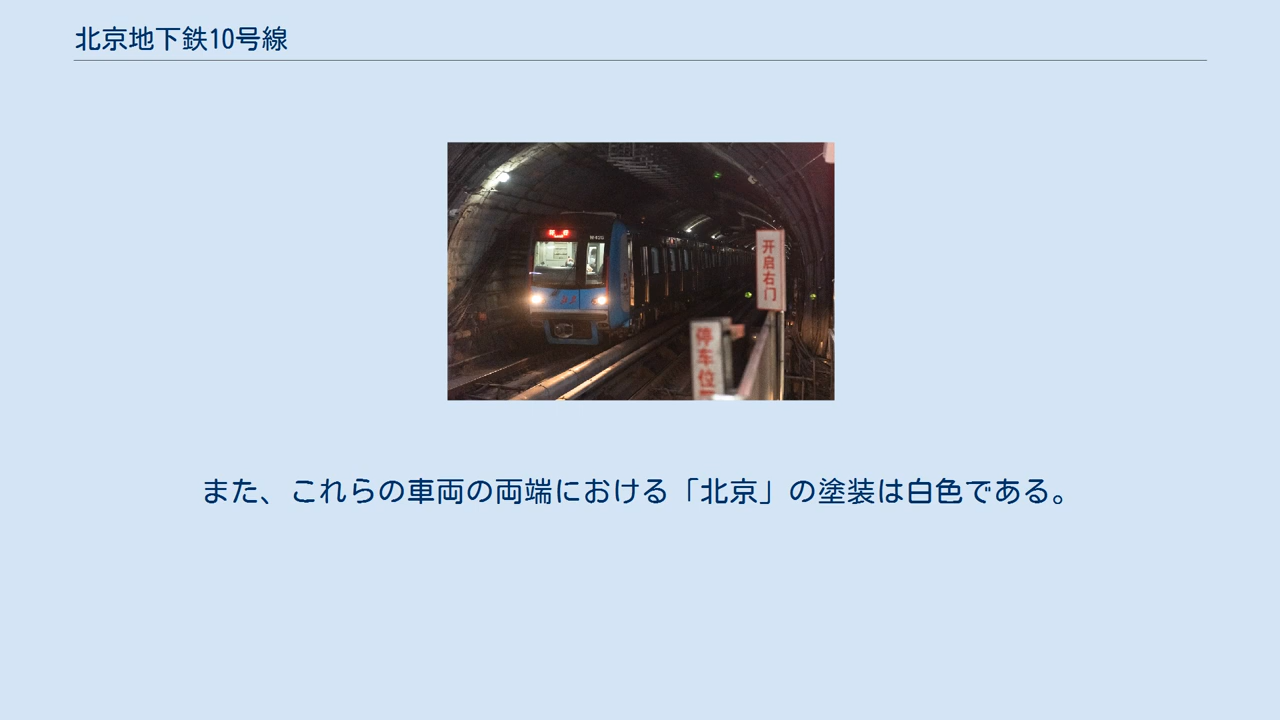 北京地下鉄10号線
开启右门
停车位
また、これらの車両の両端における「北京」の塗装は白色である。